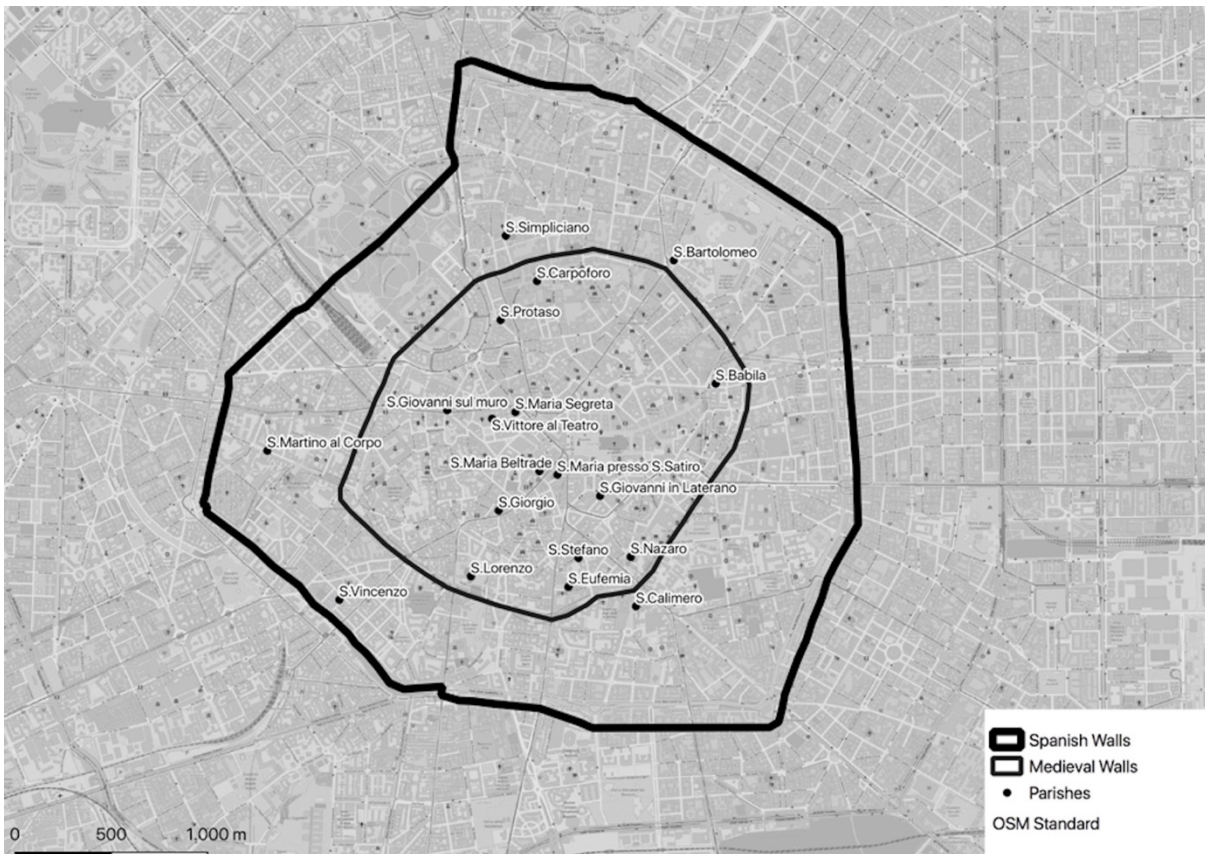 S.Simpliciano
S.Bartolomeo
S.Carpoforo
S.Protaso
S.Babila
S.Giovanni sul muro
S.Maria Segreta
S.Vittore al Teatro
S.Martino al Corpo
S.Maria Beltrade
S.Maria presso S.Satiro
S.Giovanni in Laterano
S.Giorgio
S.Stefano
S.Nazaro
S.Lorenzo
S.Eufemia
S.Vincenzo
S.Calimero
Spanish Walls
Medieval Walls
Parishes
OSM Standard
0 500 1.000 m